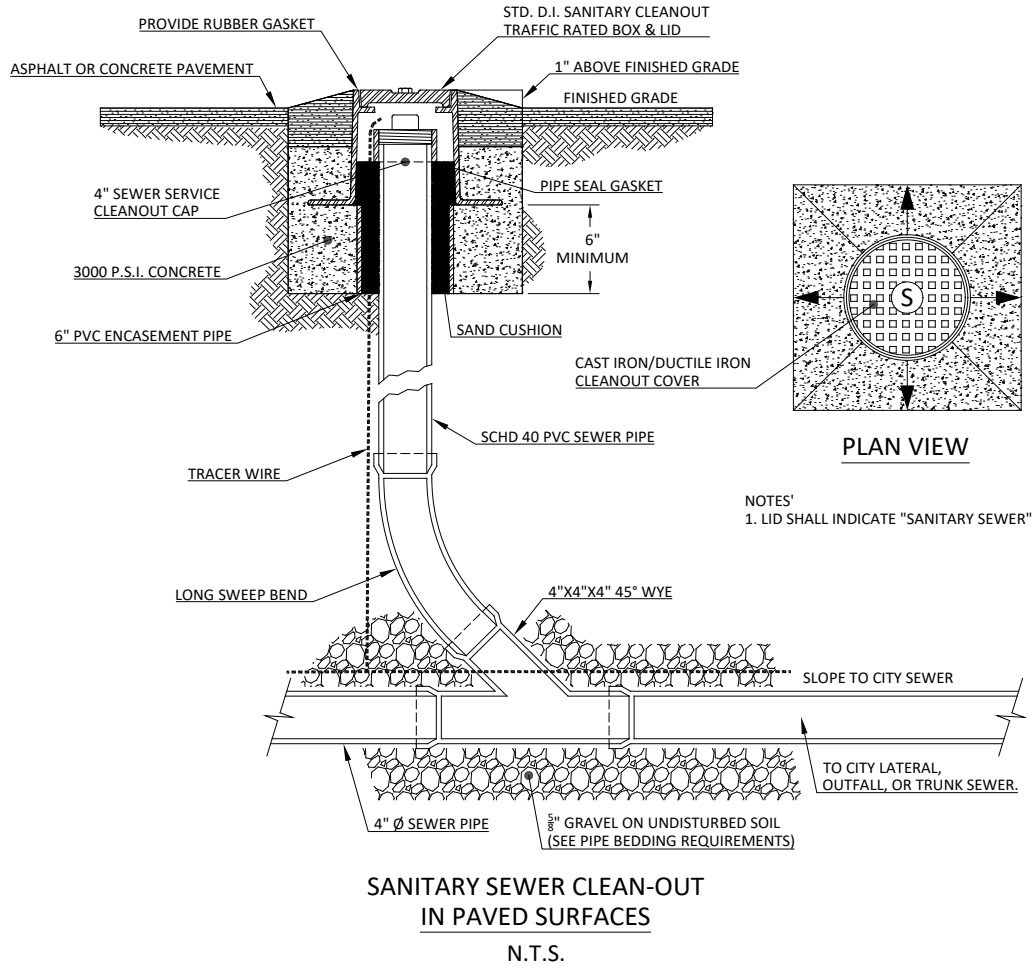 PROVIDE RUBBER GASKET
STD. D.I. SANITARY CLEANOUT
TRAFFIC RATED BOX & LID
ASPHALT OR CONCRETE PAVEMENT
1" ABOVE FINISHED GRADE
FINISHED GRADE
4" SEWER SERVICE
CLEANOUT CAP
PIPE SEAL GASKET
6"
MINIMUM
3000 P.S.I. CONCRETE
6" PVC ENCASEMENT PIPE
SAND CUSHION
S
CAST IRON/DUCTILE IRON
CLEANOUT COVER
SCHD 40 PVC SEWER PIPE
PLAN VIEW
TRACER WIRE
NOTES'
1. LID SHALL INDICATE "SANITARY SEWER"
LONG SWEEP BEND
4"X4"X4" 45° WYE
SLOPE TO CITY SEWER
TO CITY LATERAL,
OUTFALL, OR TRUNK SEWER.
4" Ø SEWER PIPE
5/8" GRAVEL ON UNDISTURBED SOIL
(SEE PIPE BEDDING REQUIREMENTS)
SANITARY SEWER CLEAN-OUT
IN PAVED SURFACES
N.T.S.